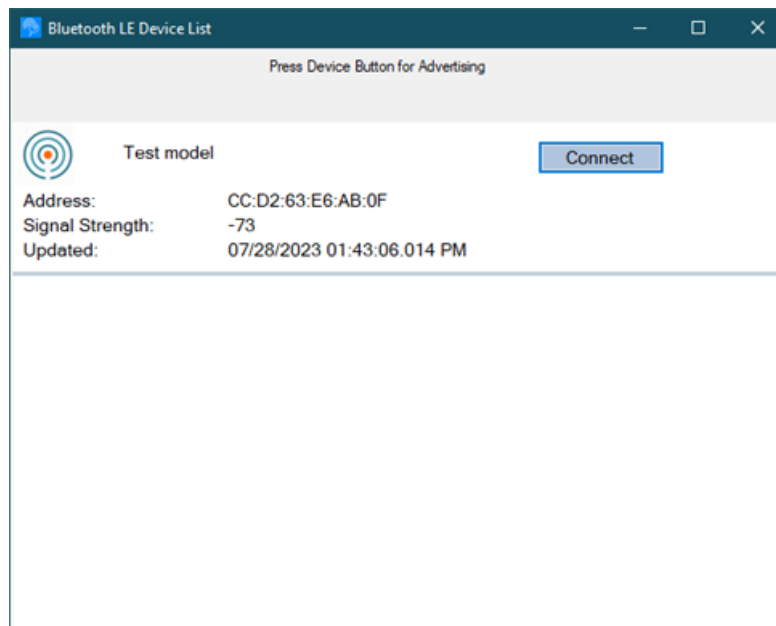 Bluetooth LE Device List
Press Device Button for Advertising
Test model
Connect
Address: CC:D2:63:E6:AB:0F
Signal Strength: -73
Updated: 07/28/2023 01:43:06.014 PM